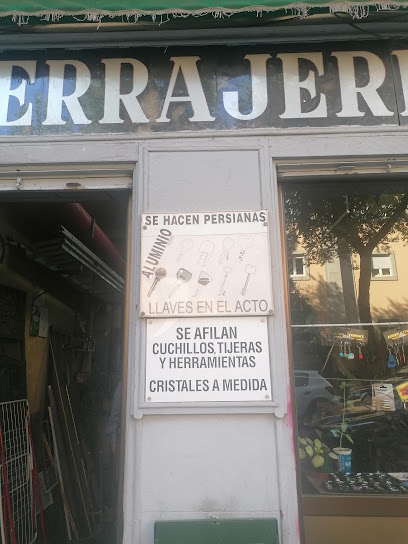 ERRAJER
SE HACEN PERSIANAS
ALUMINIO
LLAVES EN EL ACTO
SE AFILAN
CUCHILLOS, TIJERAS
Y HERRAMIENTAS
CRISTALES A MEDIDA